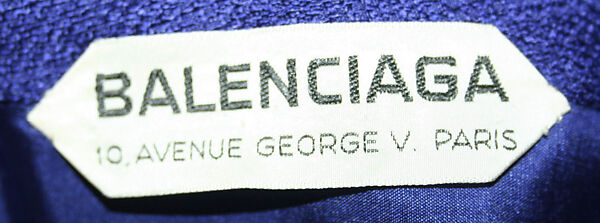 BALENCIAGA
10, AVENUE GEORGE V. PARIS